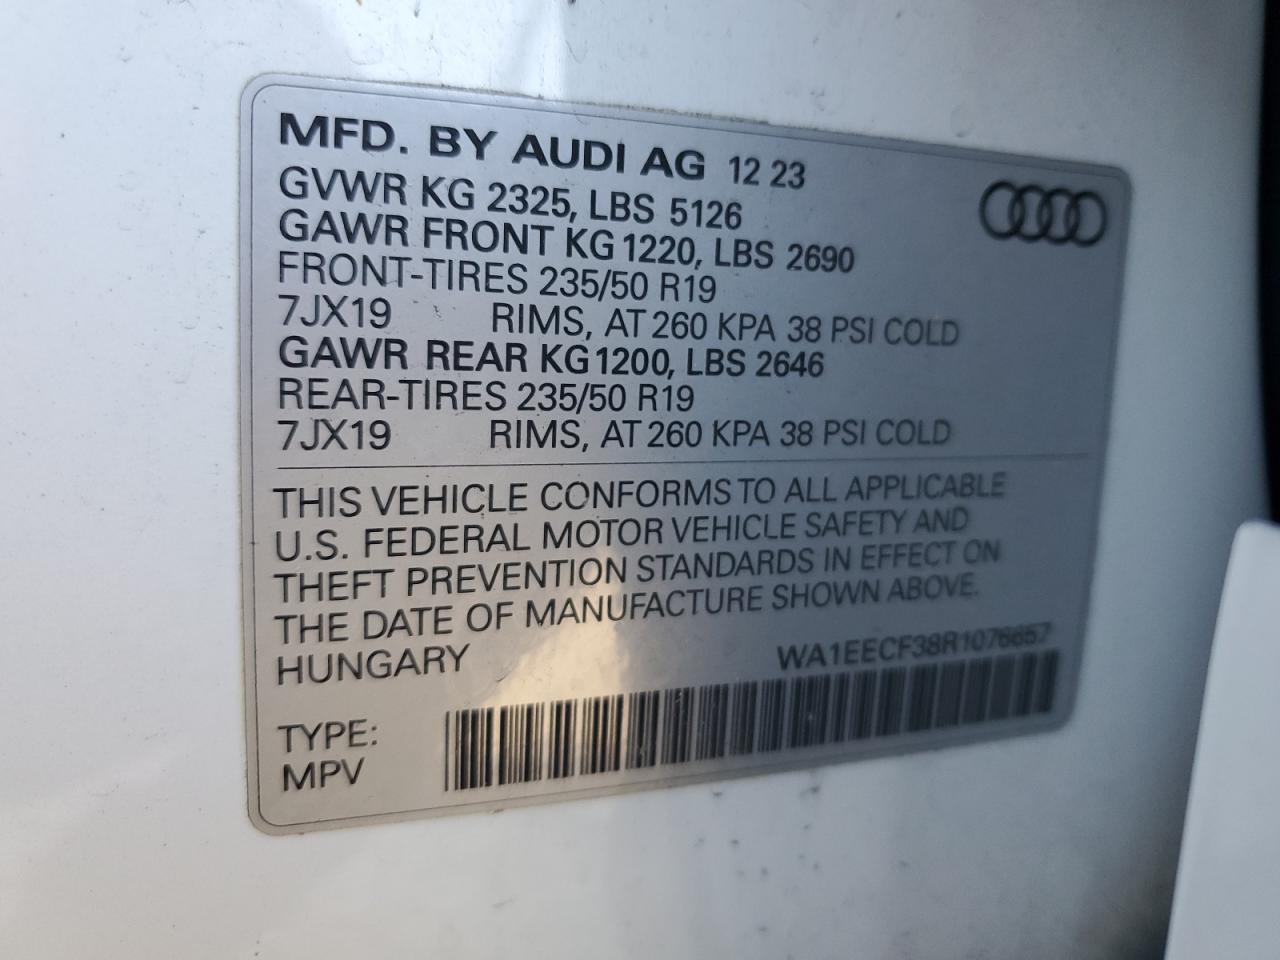 MFD. BY AUDI AG 12 23
GVWR KG 2325, LBS 5126
GAWR FRONT KG 1220, LBS 2690
FRONT-TIRES 235/50 R19
7JX19 RIMS, AT 260 KPA 38 PSI COLD
GAWR REAR KG 1200, LBS 2646
REAR-TIRES 235/50 R19
7JX19 RIMS, AT 260 KPA 38 PSI COLD
THIS VEHICLE CONFORMS TO ALL APPLICABLE
U.S. FEDERAL MOTOR VEHICLE SAFETY AND
THEFT PREVENTION STANDARDS IN EFFECT ON
THE DATE OF MANUFACTURE SHOWN ABOVE.
HUNGARY WA1EECF38R1076657
TYPE:
MPV